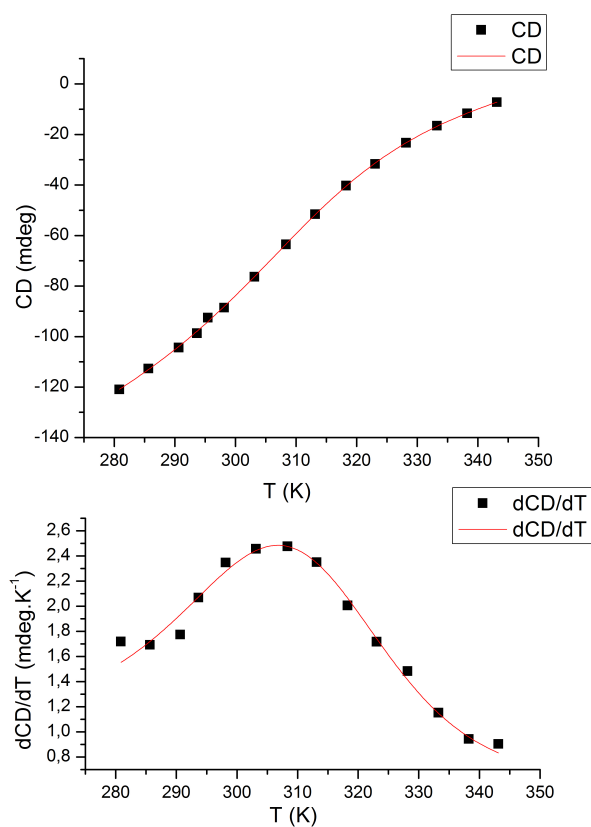 CD
CD
0
-20
-40
-60
-80
-100
-120
-140
CD (mdeg)
280 290 300 310 320 330 340 350
T (K)
dCD/dT
dCD/dT
2,6
2,4
2,2
2,0
1,8
1,6
1,4
1,2
1,0
0,8
dCD/dT (mdeg.K⁻¹)
280 290 300 310 320 330 340 350
T (K)